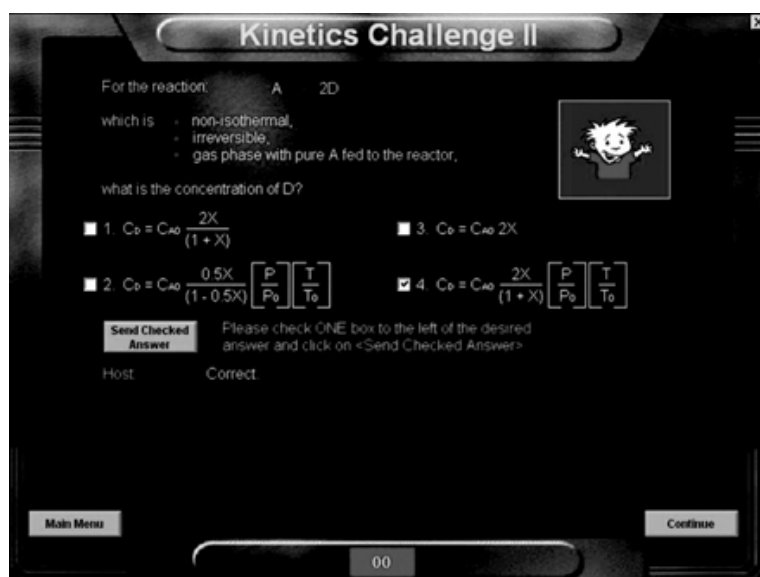 Kinetics Challenge II
X
For the reaction: A 2D
which is - non-isothermal,
- irreversible,
- gas phase with pure A fed to the reactor,
what is the concentration of D?
1. CD = CA0 2X / (1 + X)
3. CD = CA0 2X
2. CD = CA0 0.5X / (1 - 0.5X) [P / P0] [T / T0]
4. CD = CA0 2X / (1 + X) [P / P0] [T / T0]
Send Checked Answer
Please check ONE box to the left of the desired
answer and click on <Send Checked Answer>
Host Correct.
Main Menu
Continue
00